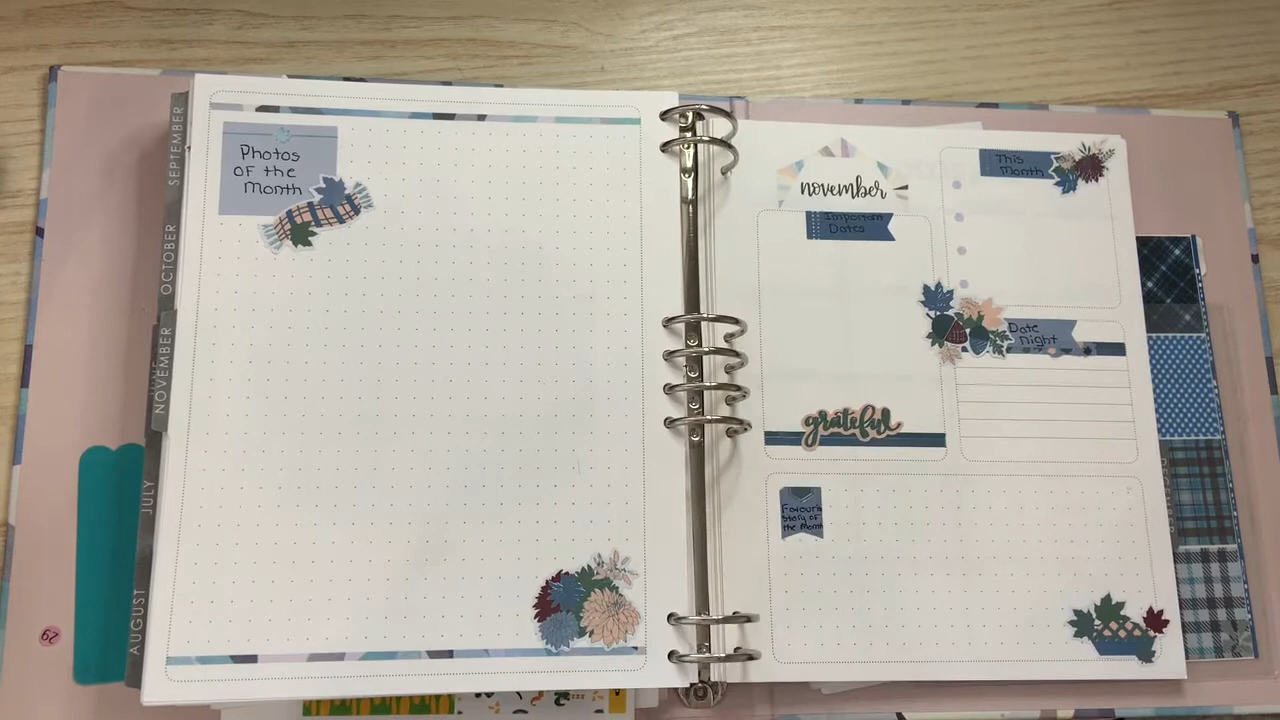 SEPTEMBER
OCTOBER
NOVEMBER
JULY
AUGUST
Photos
of the
Month
november
Important
Dates
grateful
This
Month
Date
night
Story of
the Month
29